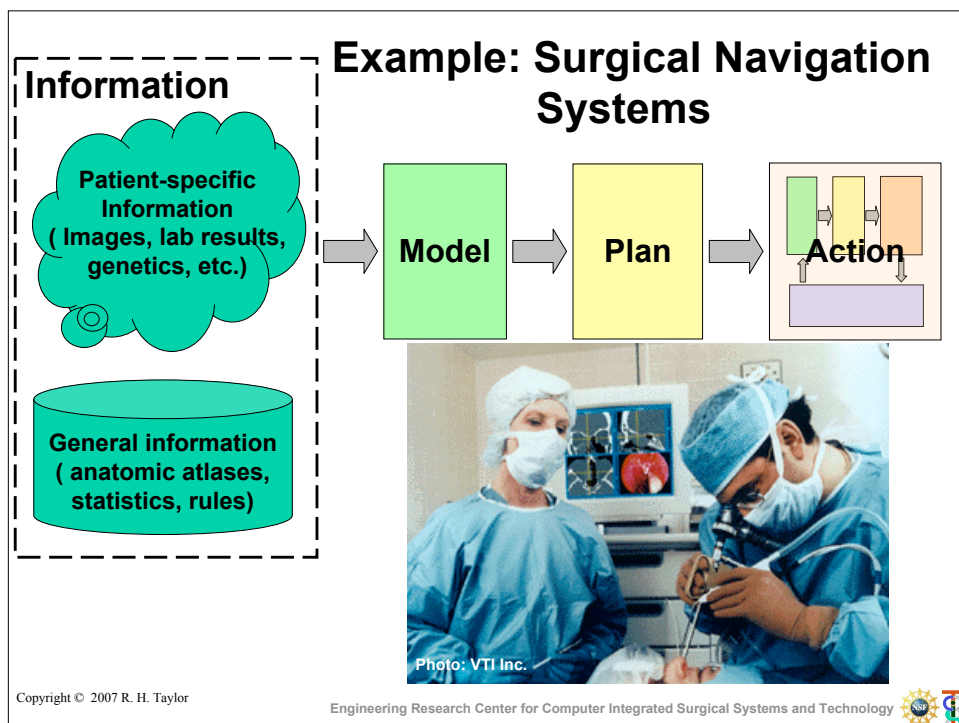 Example: Surgical Navigation
Systems
Information
Patient-specific
Information
( Images, lab results,
genetics, etc.)
General information
( anatomic atlases,
statistics, rules)
Model
Plan
Action
Photo: VTI Inc.
Copyright © 2007 R. H. Taylor
Engineering Research Center for Computer Integrated Surgical Systems and Technology
NSF